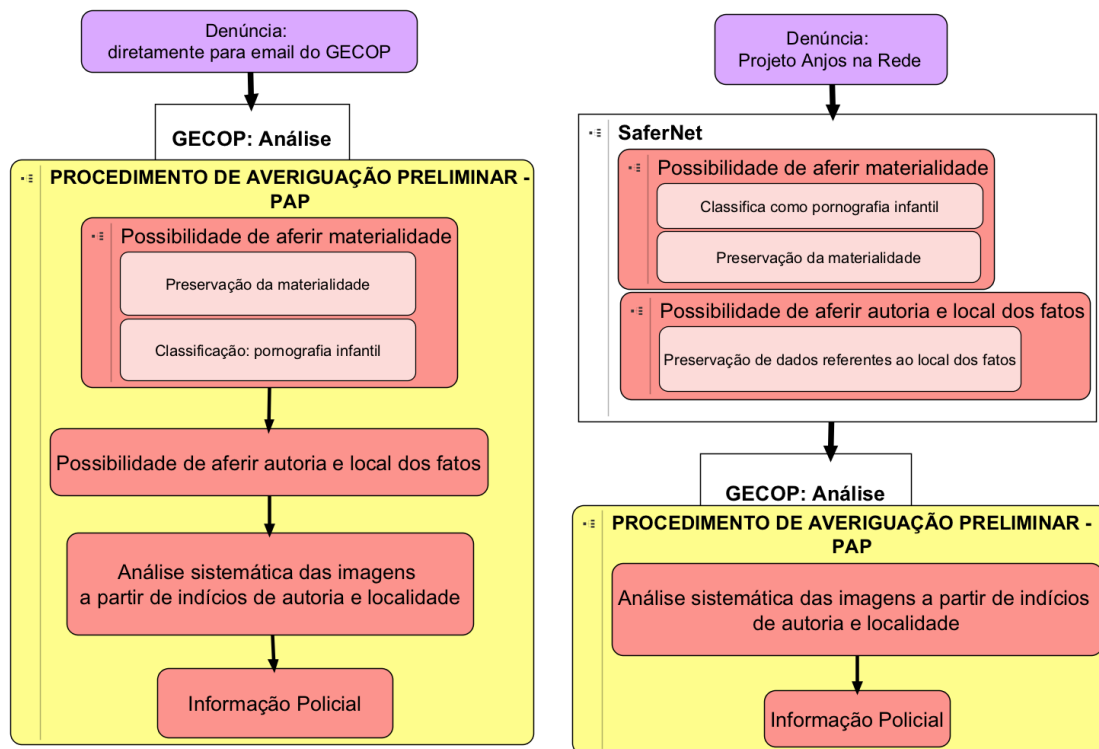 Denúncia:
diretamente para email do GECOP
GECOP: Análise
PROCEDIMENTO DE AVERIGUAÇÃO PRELIMINAR -
PAP
Possibilidade de aferir materialidade
Preservação da materialidade
Classificação: pornografia infantil
Possibilidade de aferir autoria e local dos fatos
Análise sistemática das imagens
a partir de indícios de autoria e localidade
Informação Policial
Denúncia:
Projeto Anjos na Rede
SaferNet
Possibilidade de aferir materialidade
Classifica como pornografia infantil
Preservação da materialidade
Possibilidade de aferir autoria e local dos fatos
Preservação de dados referentes ao local dos fatos
GECOP: Análise
PROCEDIMENTO DE AVERIGUAÇÃO PRELIMINAR -
PAP
Análise sistemática das imagens a partir de indícios
de autoria e localidade
Informação Policial